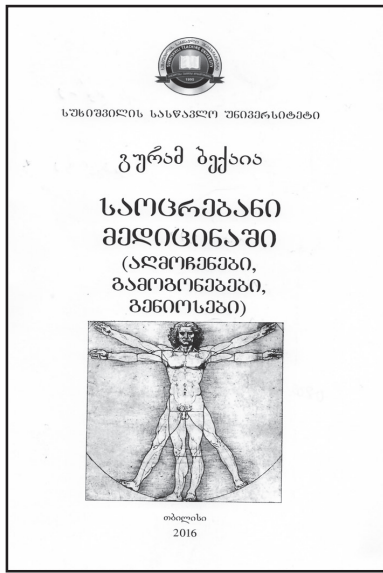 სუხიშვილის სასწავლო უნივერსიტეტი
გურამ ბექაია
საოცრებანი
მედიცინაში
(აღმოჩენები,
გამოგონებები,
გენიოსები)
თბილისი
2016